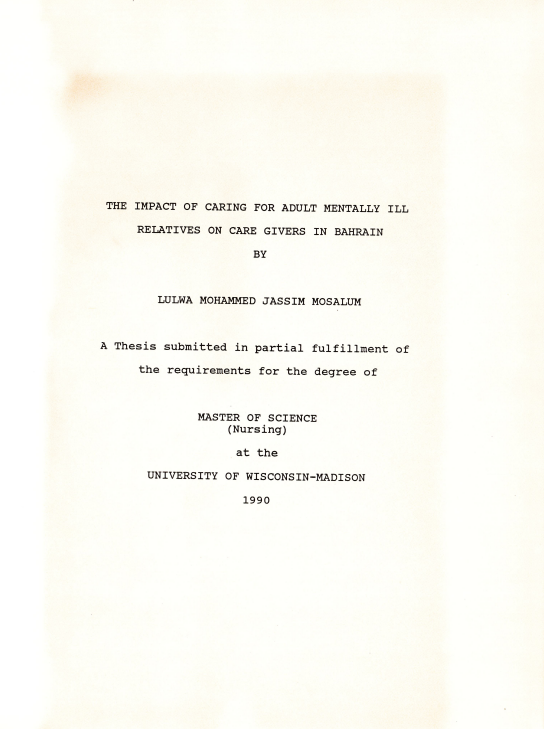 THE IMPACT OF CARING FOR ADULT MENTALLY ILL
RELATIVES ON CARE GIVERS IN BAHRAIN
BY
LULWA MOHAMMED JASSIM MOSALUM
A Thesis submitted in partial fulfillment of
the requirements for the degree of
MASTER OF SCIENCE
(Nursing)
at the
UNIVERSITY OF WISCONSIN-MADISON
1990